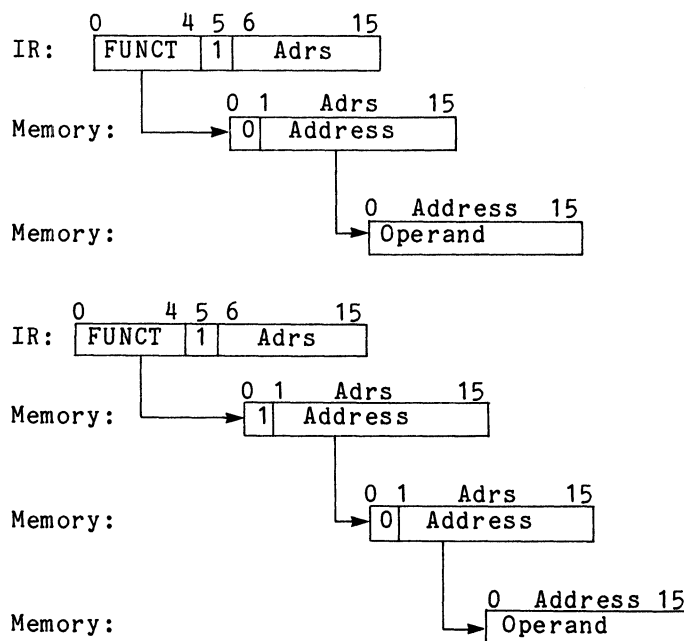 0 4 5 6 15
IR: FUNCT 1 Adrs
0 1 Adrs 15
Memory: 0 Address
0 Address 15
Memory: Operand
0 4 5 6 15
IR: FUNCT 1 Adrs
0 1 Adrs 15
Memory: 1 Address
0 1 Adrs 15
Memory: 0 Address
0 Address 15
Memory: Operand